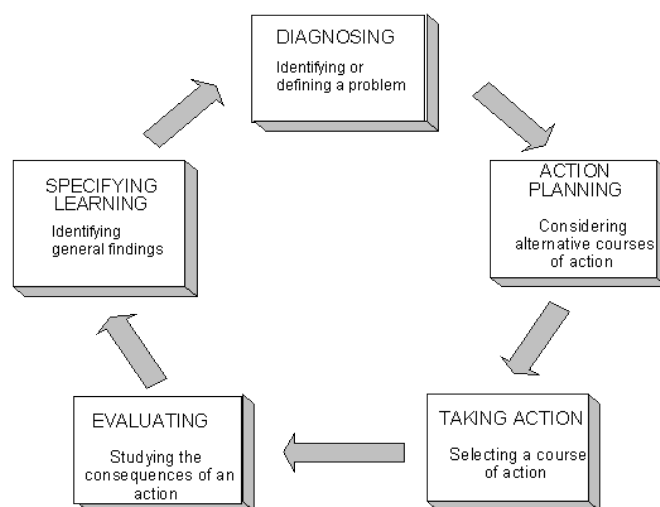 DIAGNOSING
Identifying or
defining a problem
ACTION
PLANNING
Considering
alternative courses
of action
TAKING ACTION
Selecting a course
of action
EVALUATING
Studying the
consequences of an
action
SPECIFYING
LEARNING
Identifying
general findings